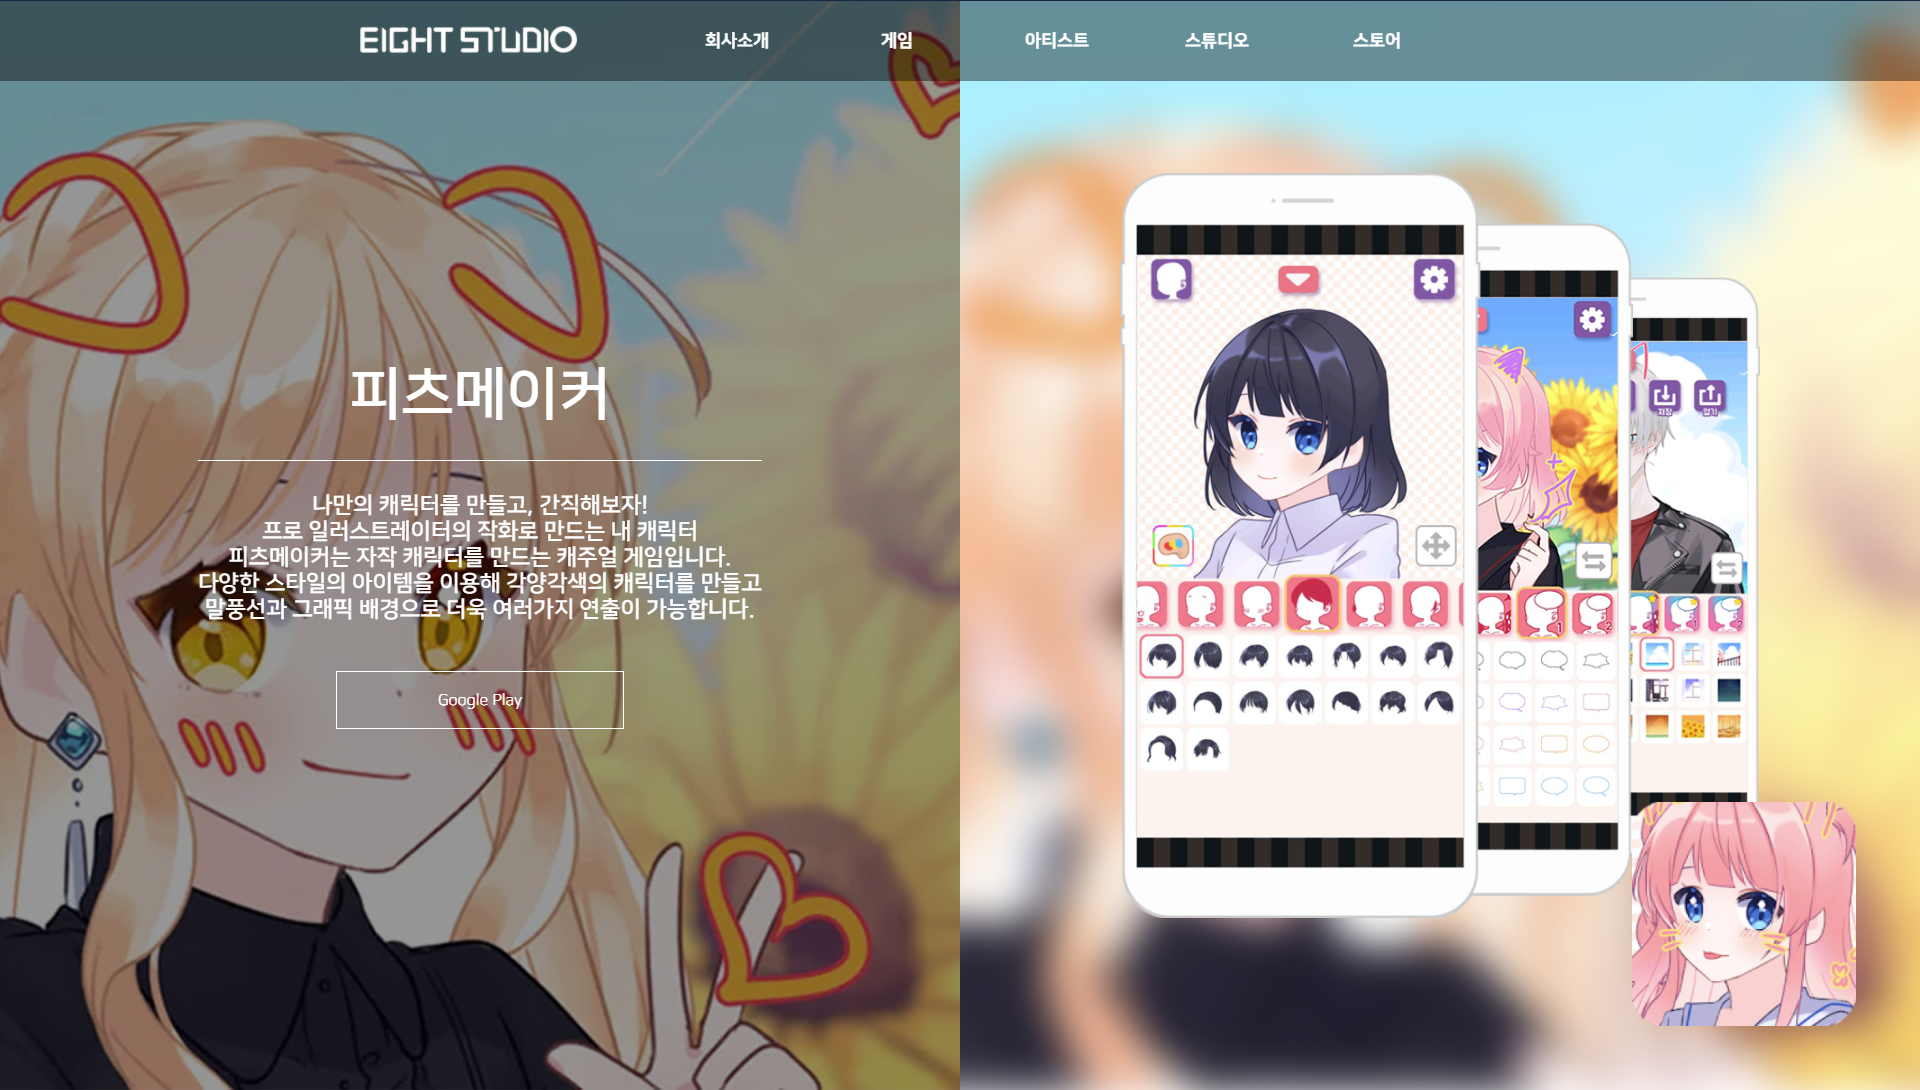 EIGHT STUDIO
회사소개
게임
아티스트
스튜디오
스토어
피츠메이커
나만의 캐릭터를 만들고, 간직해보자!
프로 일러스트레이터의 작화로 만드는 내 캐릭터
피츠메이커는 자작 캐릭터를 만드는 캐주얼 게임입니다.
다양한 스타일의 아이템을 이용해 각양각색의 캐릭터를 만들고
말풍선과 그래픽 배경으로 더욱 여러가지 연출이 가능합니다.
Google Play
저장
열기
1
2